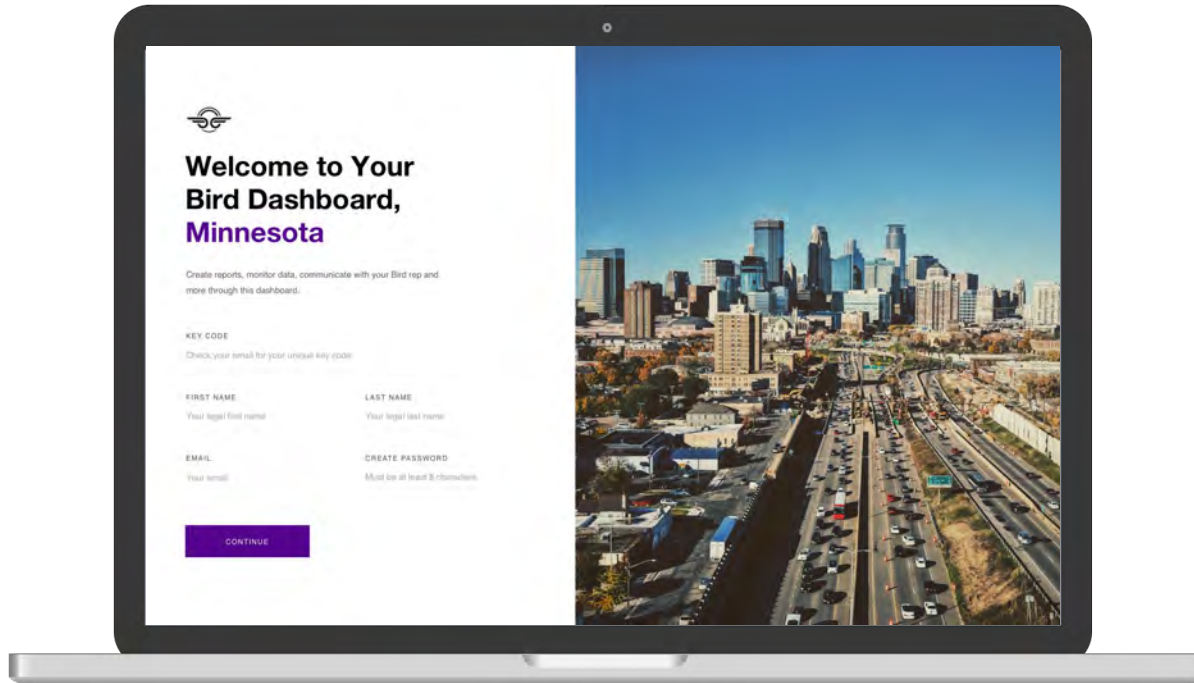 Welcome to Your
Bird Dashboard,
Minnesota
Create reports, monitor data, communicate with your Bird rep and
more through this dashboard.
KEY CODE
Check your email for your unique key code
FIRST NAME
LAST NAME
Your legal first name
Your legal last name
EMAIL
CREATE PASSWORD
Your email
Must be at least 8 characters
CONTINUE